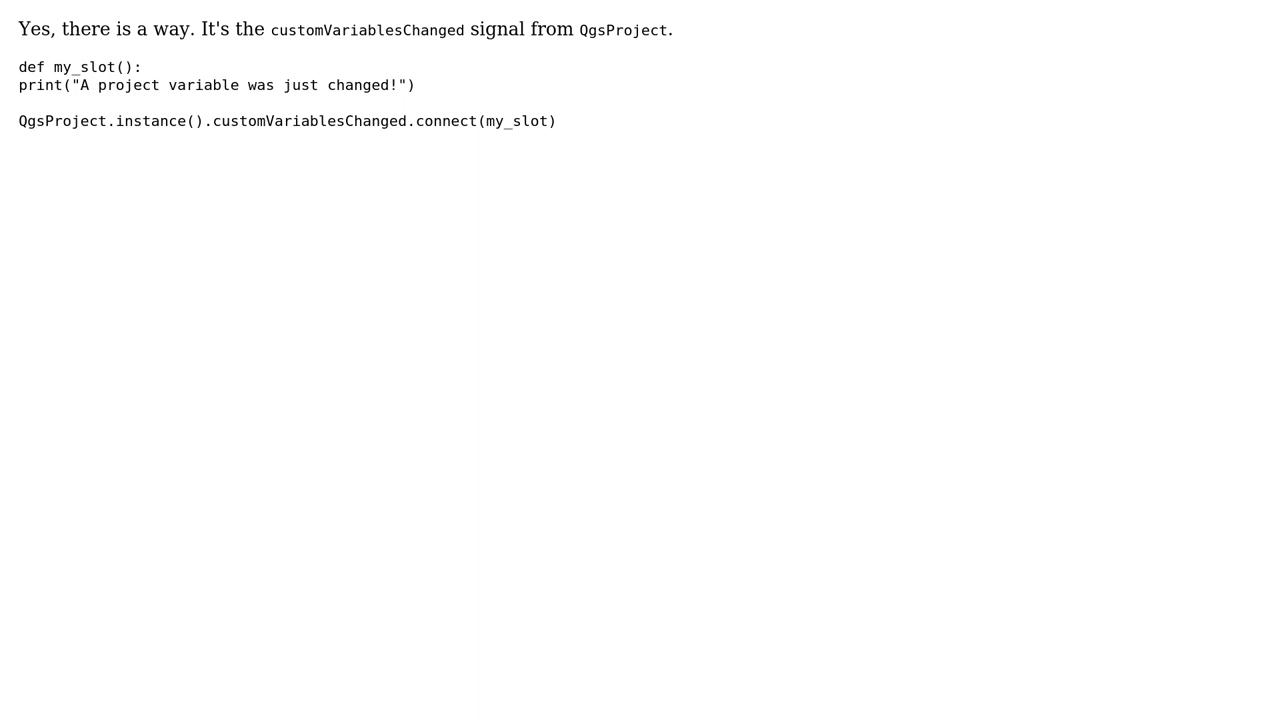 Yes, there is a way. It's the customVariablesChanged signal from QgsProject.
def my_slot():
print("A project variable was just changed!")
QgsProject.instance().customVariablesChanged.connect(my_slot)